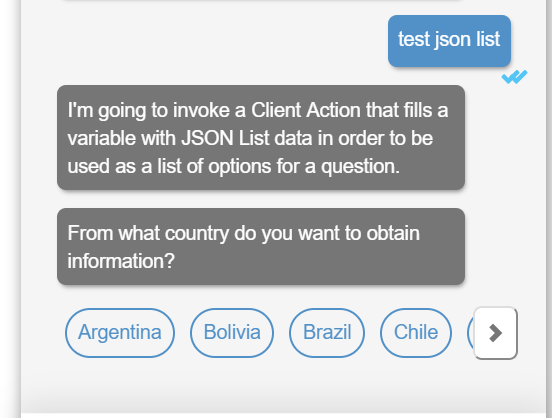 test json list
I'm going to invoke a Client Action that fills a
variable with JSON List data in order to be
used as a list of options for a question.
From what country do you want to obtain
information?
Argentina Bolivia Brazil Chile